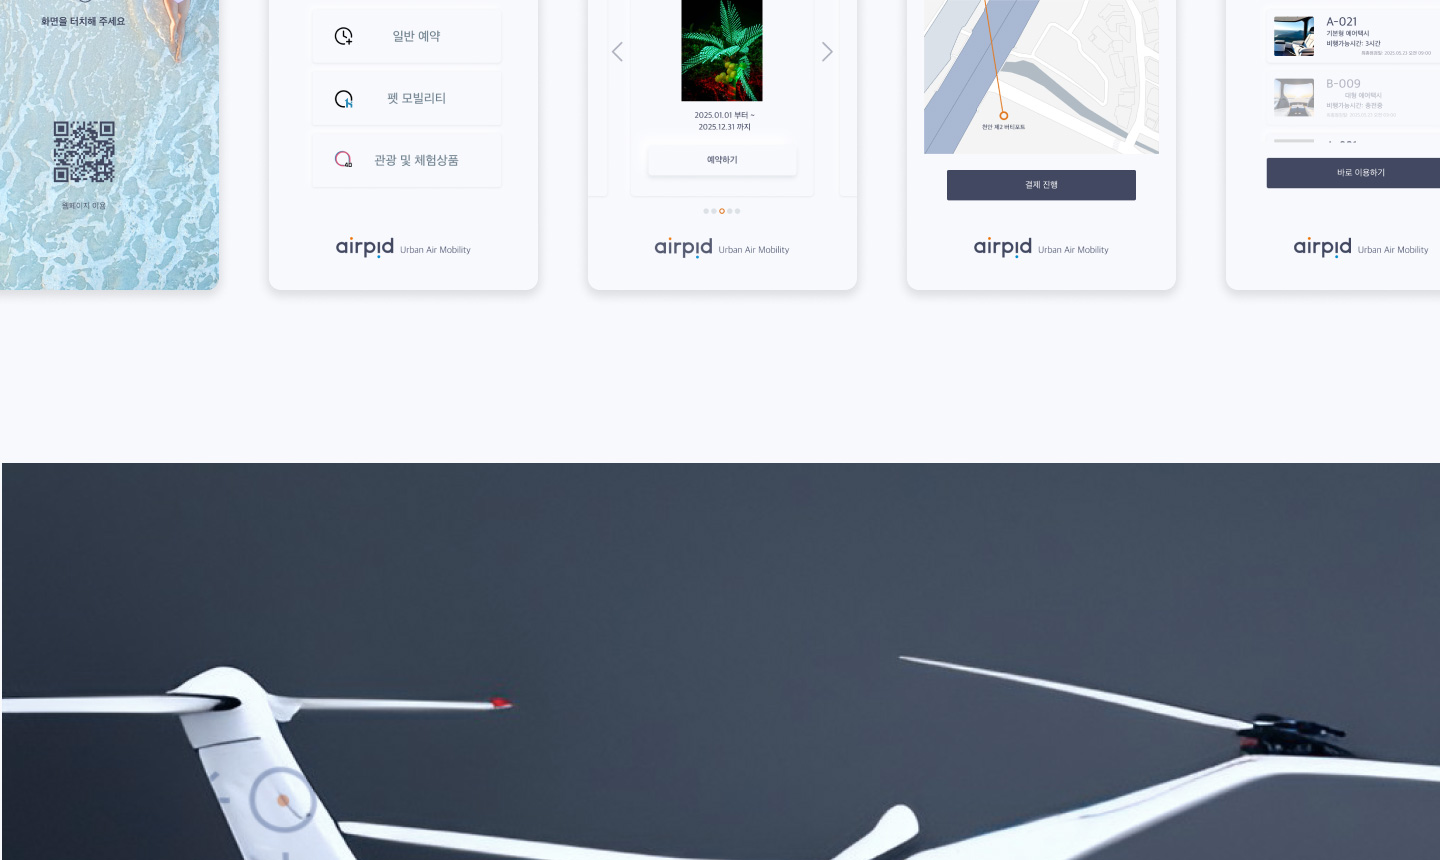 화면을 터치해 주세요
웹페이지 이용
일반 예약
펫 모빌리티
관광 및 체험상품
airpid Urban Air Mobility
2025.01.01 부터 ~
2025.12.31 까지
예약하기
airpid Urban Air Mobility
천안 제2 버티포트
결제 진행
airpid Urban Air Mobility
A-021
기본형 에어택시
비행가능시간: 3시간
B-009
대형 에어택시
비행가능시간: 충전중
바로 이용하기
airpid Urban Air Mobility